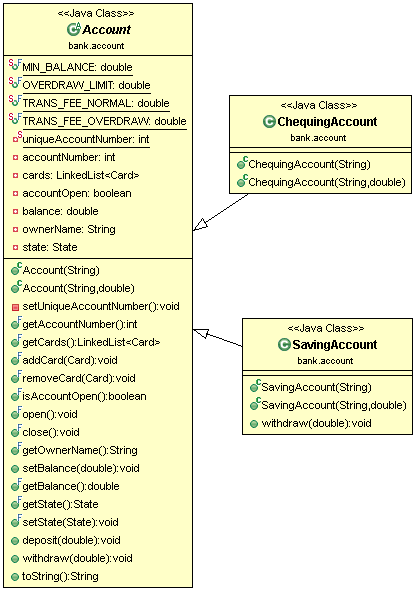 <<Java Class>>
Account
bank.account
MIN_BALANCE: double
OVERDRAW_LIMIT: double
TRANS_FEE_NORMAL: double
TRANS_FEE_OVERDRAW: double
uniqueAccountNumber: int
accountNumber: int
cards: LinkedList<Card>
accountOpen: boolean
balance: double
ownerName: String
state: State
Account(String)
Account(String,double)
setUniqueAccountNumber():void
getAccountNumber():int
getCards():LinkedList<Card>
addCard(Card):void
removeCard(Card):void
isAccountOpen():boolean
open():void
close():void
getOwnerName():String
setBalance(double):void
getBalance():double
getState():State
setState(State):void
deposit(double):void
withdraw(double):void
toString():String
<<Java Class>>
ChequingAccount
bank.account
ChequingAccount(String)
ChequingAccount(String,double)
<<Java Class>>
SavingAccount
bank.account
SavingAccount(String)
SavingAccount(String,double)
withdraw(double):void